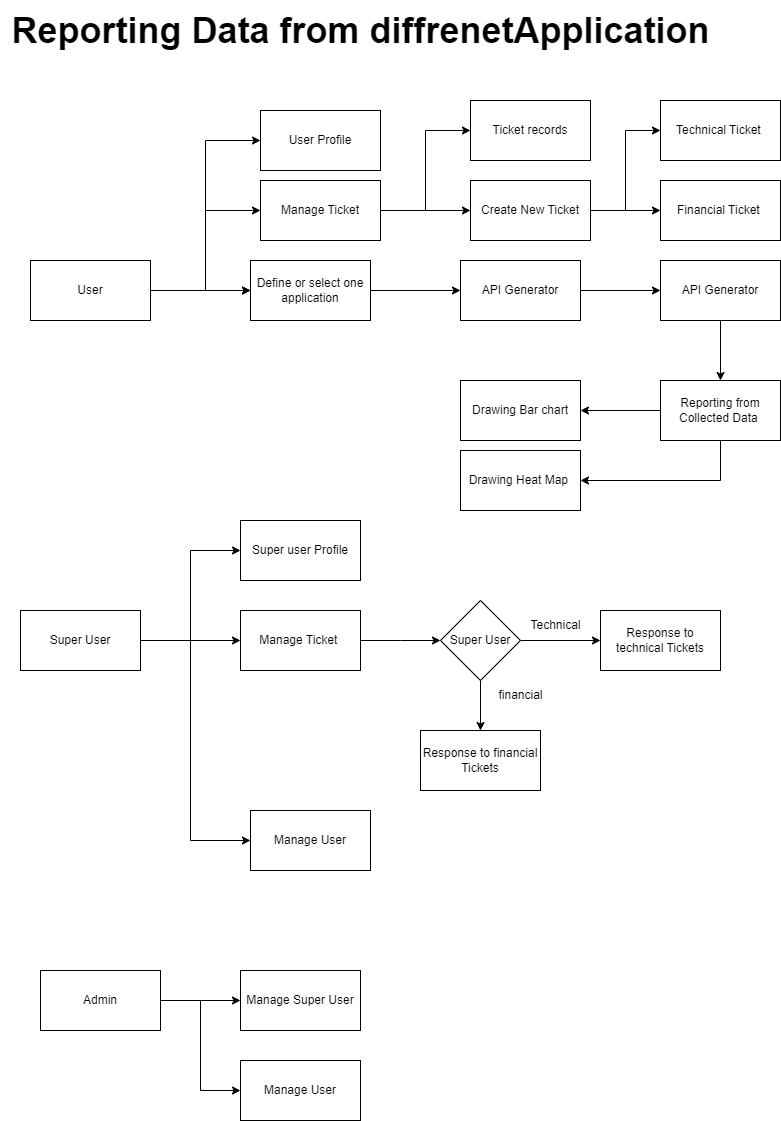 Reporting Data from diffrenetApplication
User Profile
Ticket records
Technical Ticket
Manage Ticket
Create New Ticket
Financial Ticket
User
Define or select one
application
API Generator
API Generator
Drawing Bar chart
Reporting from
Collected Data
Drawing Heat Map
Super user Profile
Super User
Manage Ticket
Super User
Technical
Response to
technical Tickets
financial
Response to financial
Tickets
Manage User
Admin
Manage Super User
Manage User